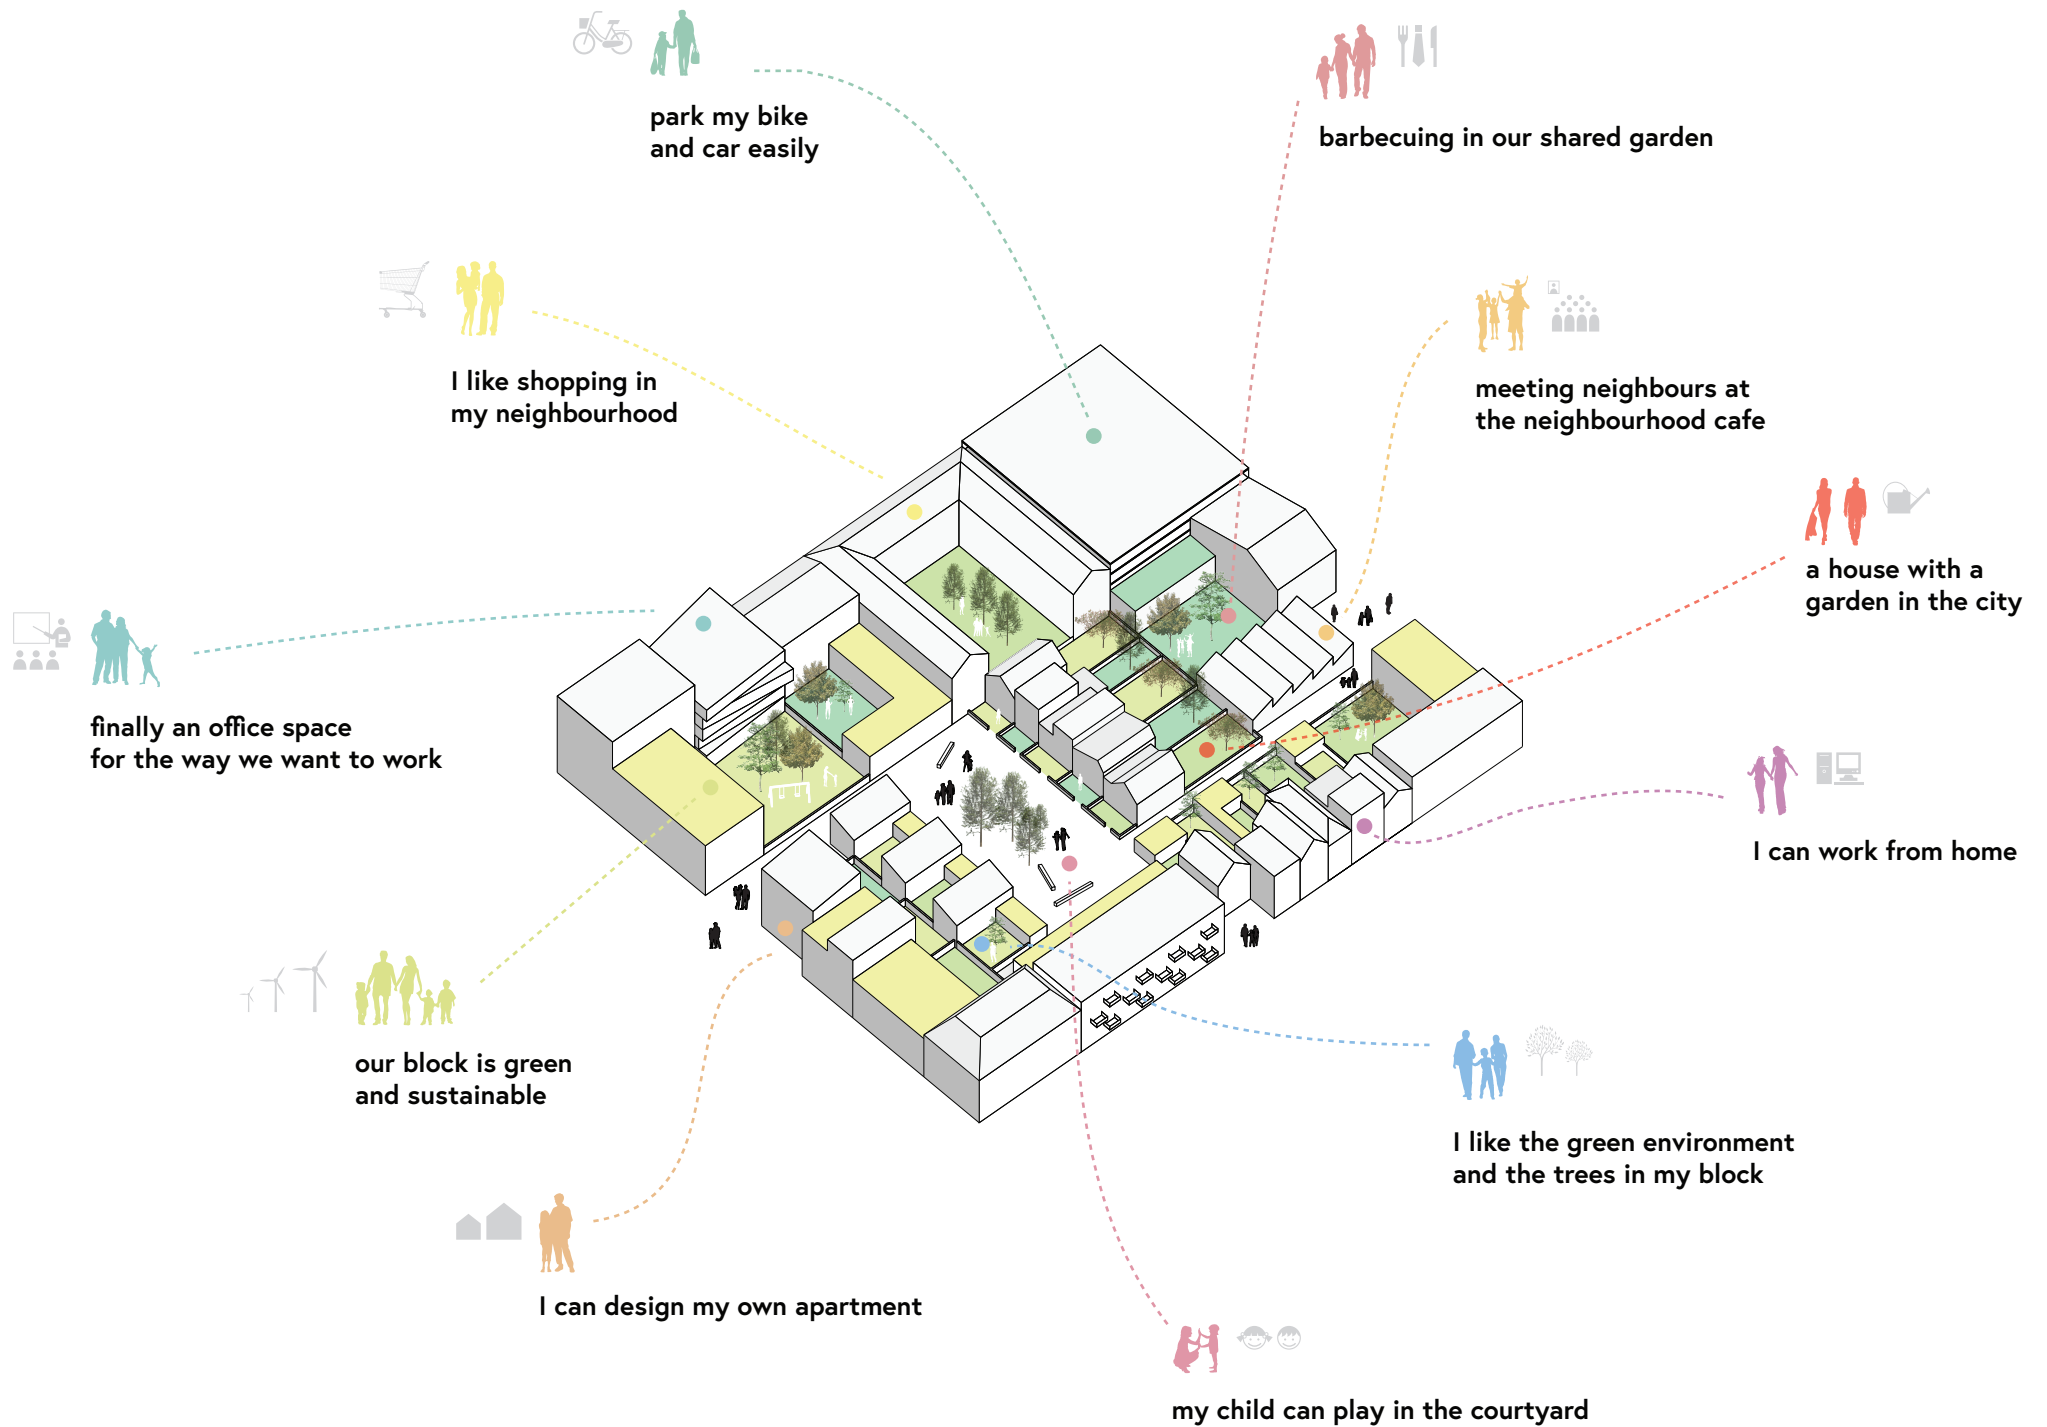 park my bike
and car easily
barbecuing in our shared garden
I like shopping in
my neighbourhood
meeting neighbours at
the neighbourhood cafe
a house with a
garden in the city
finally an office space
for the way we want to work
I can work from home
our block is green
and sustainable
I like the green environment
and the trees in my block
I can design my own apartment
my child can play in the courtyard